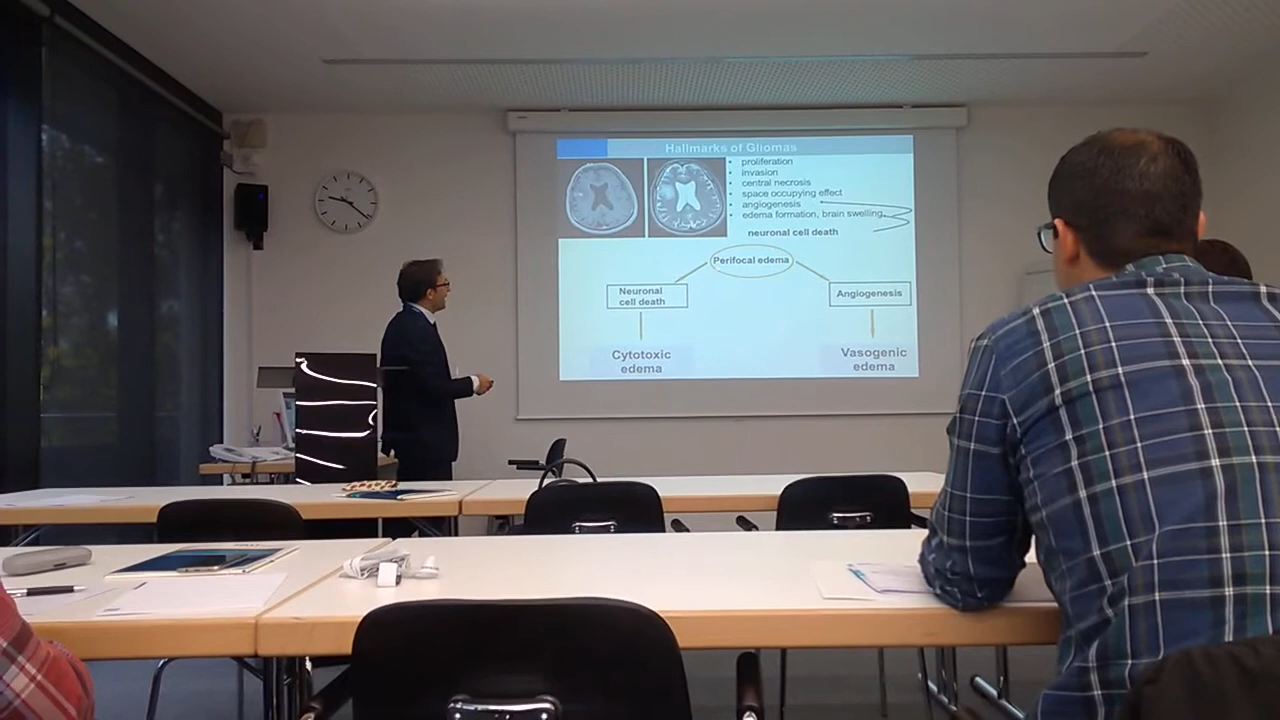 Hallmarks of Gliomas
• proliferation
• invasion
• central necrosis
• space occupying effect
• angiogenesis
• edema formation, brain swelling
neuronal cell death
Perifocal edema
Neuronal
cell death
Angiogenesis
Cytotoxic
edema
Vasogenic
edema